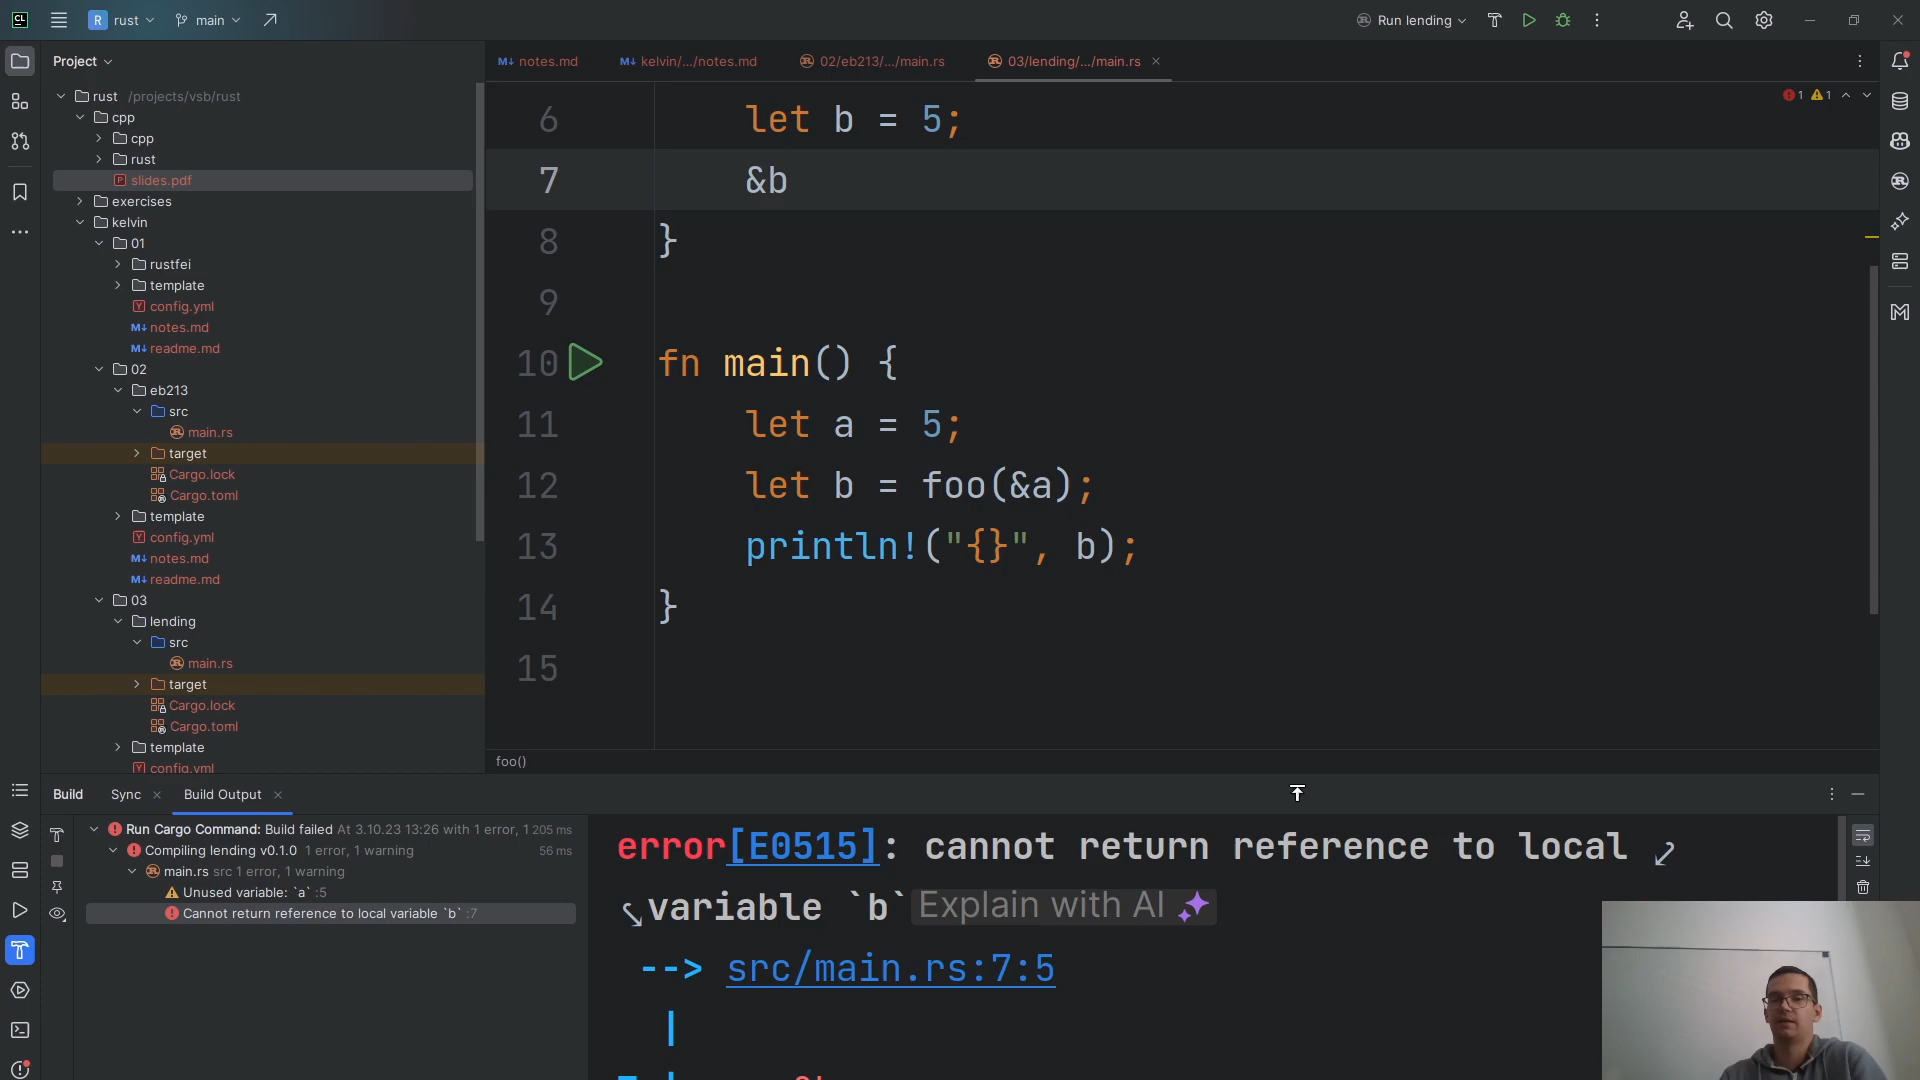 CL
R rust
main
Run lending
Project
notes.md
kelvin/.../notes.md
02/eb213/.../main.rs
03/lending/.../main.rs
rust /projects/vsb/rust
cpp
cpp
rust
slides.pdf
exercises
kelvin
01
rustfei
template
config.yml
notes.md
readme.md
02
eb213
src
main.rs
target
Cargo.lock
Cargo.toml
template
config.yml
notes.md
readme.md
03
lending
src
main.rs
target
Cargo.lock
Cargo.toml
template
config.yml
1 1
6 let b = 5;
7 &b
8 }
9
10 fn main() {
11 let a = 5;
12 let b = foo(&a);
13 println!("{}", b);
14 }
15
foo()
Build Sync Build Output
Run Cargo Command: Build failed At 3.10.23 13:26 with 1 error, 1 205 ms
Compiling lending v0.1.0 1 error, 1 warning 56 ms
main.rs src 1 error, 1 warning
Unused variable: `a` :5
Cannot return reference to local variable `b` :7
error[E0515]: cannot return reference to local
variable `b` Explain with AI
--> src/main.rs:7:5
|